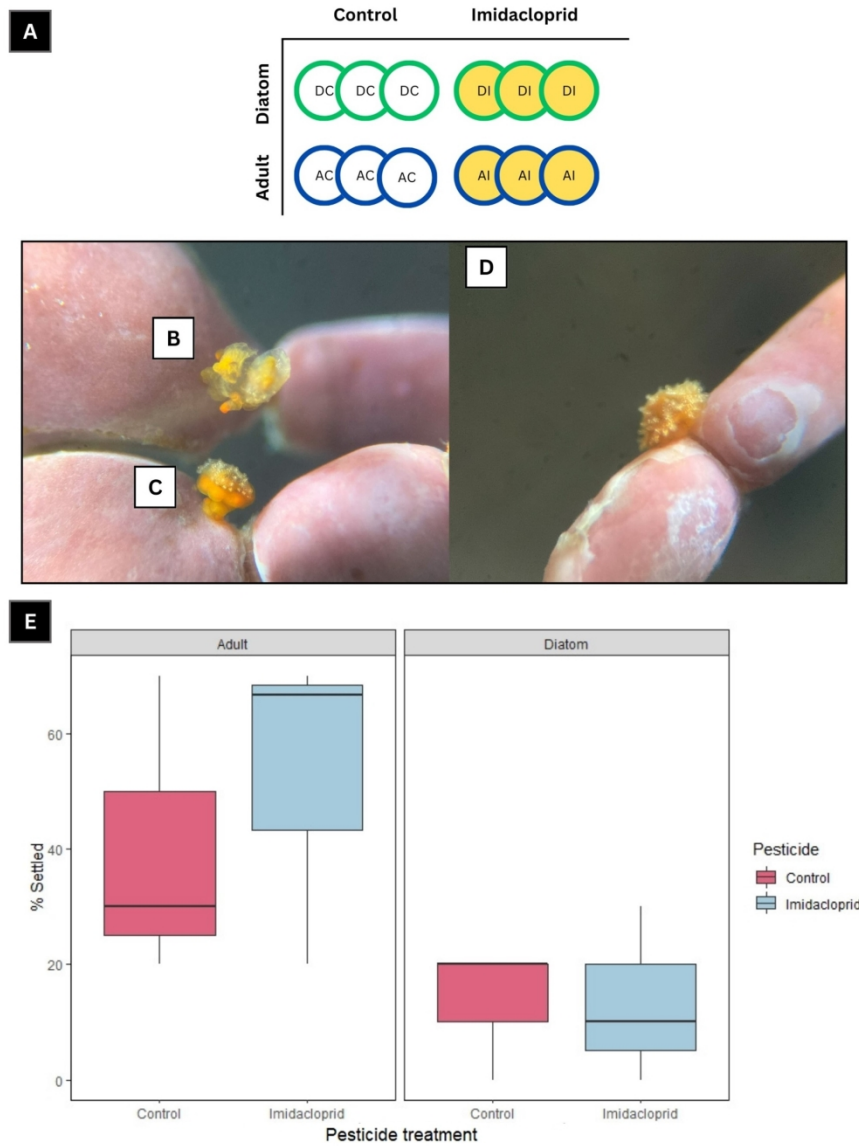 A
Control Imidacloprid
Diatom
DC DC DC DI DI DI
Adult
AC AC AC AI AI AI
B
C
D
E
Adult Diatom
% Settled
60
40
20
0
Pesticide
Control
Imidacloprid
Control Imidacloprid Control Imidacloprid
Pesticide treatment